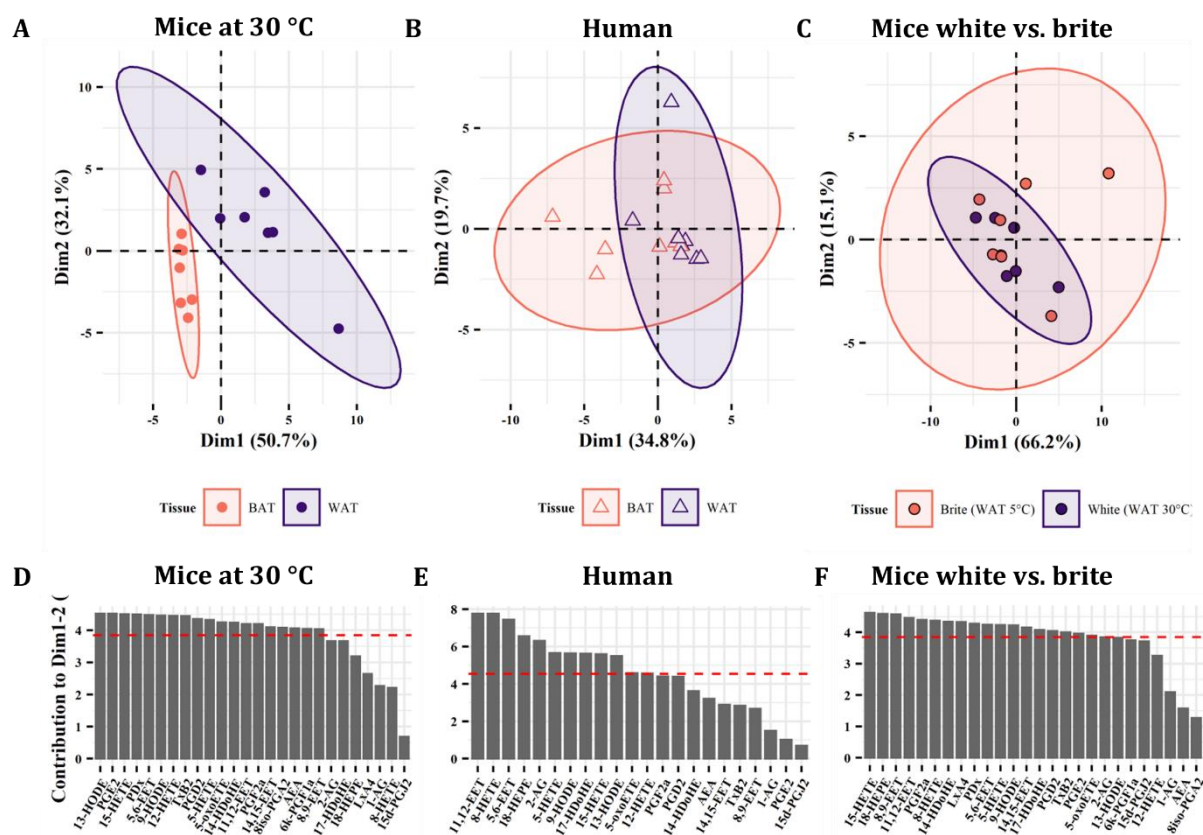 A
Mice at 30 °C
10
5
0
-5
Dim2 (32.1%)
-5
0
5
10
Dim1 (50.7%)
Tissue
BAT
WAT
B
Human
5
0
-5
Dim2 (19.7%)
-10
-5
0
5
Dim1 (34.8%)
Tissue
BAT
WAT
C
Mice white vs. brite
5
0
-5
Dim2 (15.1%)
-10
0
10
Dim1 (66.2%)
Tissue
Brite (WAT 5°C)
White (WAT 30°C)
D
Mice at 30 °C
Contribution to Dim1-2 (
4
3
2
1
0
13-HODE
PGE2
15-HETE
PDx
5,6-EET
9-HODE
12-HETE
TXB2
PGD2
5-HETE
5-oxoETE
14-HDoHE
11,12-EET
PGF2a
14,15-EET
8iso-PGA2
AEA
8,9-EET
2-AG
17-HDoHE
18-HEPE
LXA4
1-AG
8-HETE
15d-PGJ2
E
Human
8
6
4
2
0
11,12-EET
8-HETE
5,6-EET
18-HEPE
2-AG
5-HETE
9-HODE
17-HDoHE
15-HETE
13-HODE
5-oxoETE
12-HETE
PGF2a
PGD2
14-HDoHE
AEA
14,15-EET
TXB2
8,9-EET
1-AG
15d-PGJ2
F
Mice white vs. brite
4
3
2
1
0
15-HETE
18-HEPE
8,9-EET
11,12-EET
PGF2a
8-HETE
14-HDoHE
LXA4
PDx
5,6-EET
5-HETE
9-HODE
14,15-EET
17-HDoHE
PGD2
TXB2
PGE2
5-oxoETE
2-AG
13-HODE
6k-PGF1a
15d-PGJ2
12-HETE
1-AG
AEA
8iso-PGA2